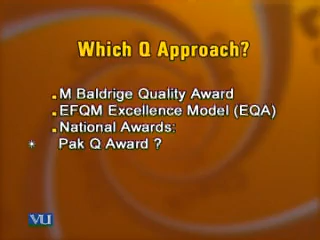 Which Q Approach?
M Baldrige Quality Award
EFQM Excellence Model (EQA)
National Awards:
* Pak Q Award ?
VU